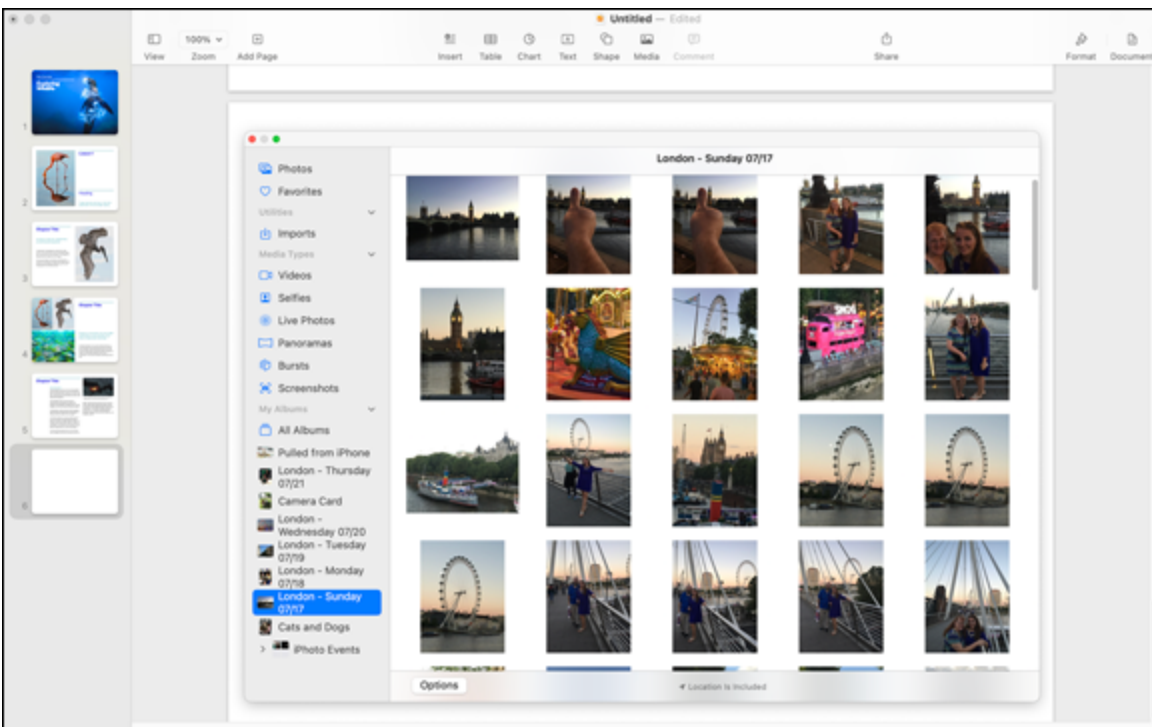 Untitled — Edited
View
100%
Zoom
Add Page
Insert
Table
Chart
Text
Shape
Media
Comment
Share
Format
Document
1
2
3
4
5
6
London - Sunday 07/17
Photos
Favorites
Utilities
Imports
Media Types
Videos
Selfies
Live Photos
Panoramas
Bursts
Screenshots
My Albums
All Albums
Pulled from iPhone
London - Thursday
07/21
Camera Card
London -
Wednesday 07/20
London - Tuesday
07/19
London - Monday
07/18
London - Sunday
07/17
Cats and Dogs
iPhoto Events
SNOG
Options
Location Is Included